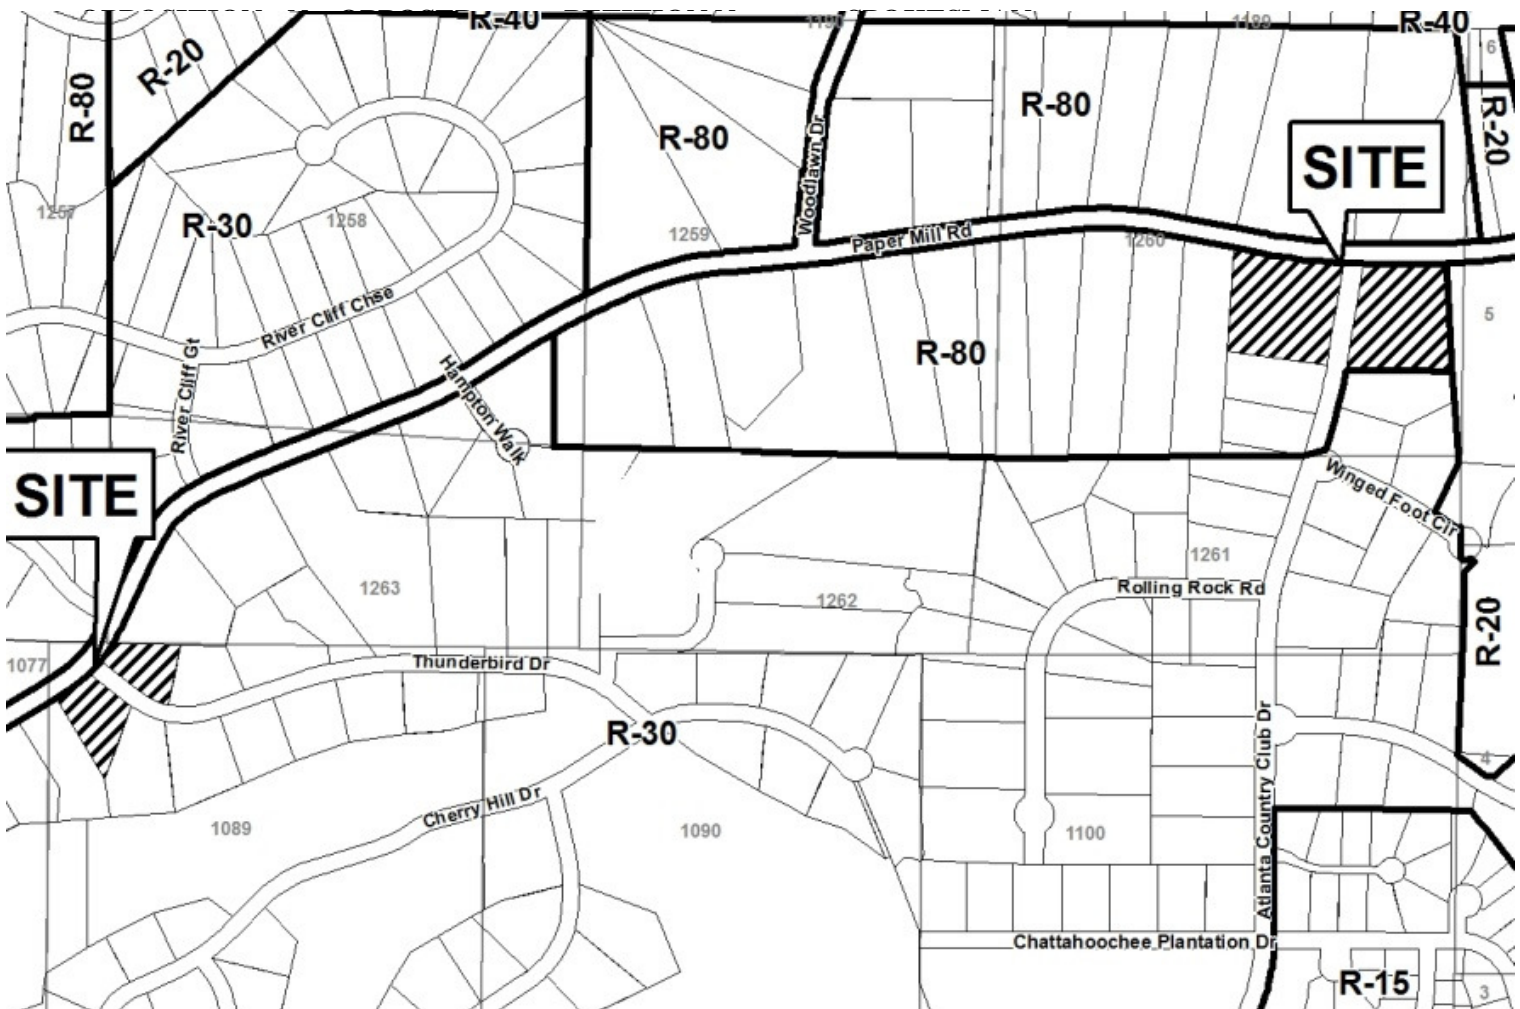 R-40
1190
1189
R-40
6
R-20
R-80
R-80
R-80
R-20
Woodlawn Dr
SITE
1257
R-30
1258
1259
Paper Mill Rd
1260
River Cliff Chse
5
River Cliff Gt
Hampton Walk
R-80
SITE
Winged Foot Cir
1263
1262
1261
Rolling Rock Rd
R-20
1077
Thunderbird Dr
R-30
Atlanta Country Club Dr
4
Cherry Hill Dr
1089
1090
1100
Chattahoochee Plantation Dr
R-15
3